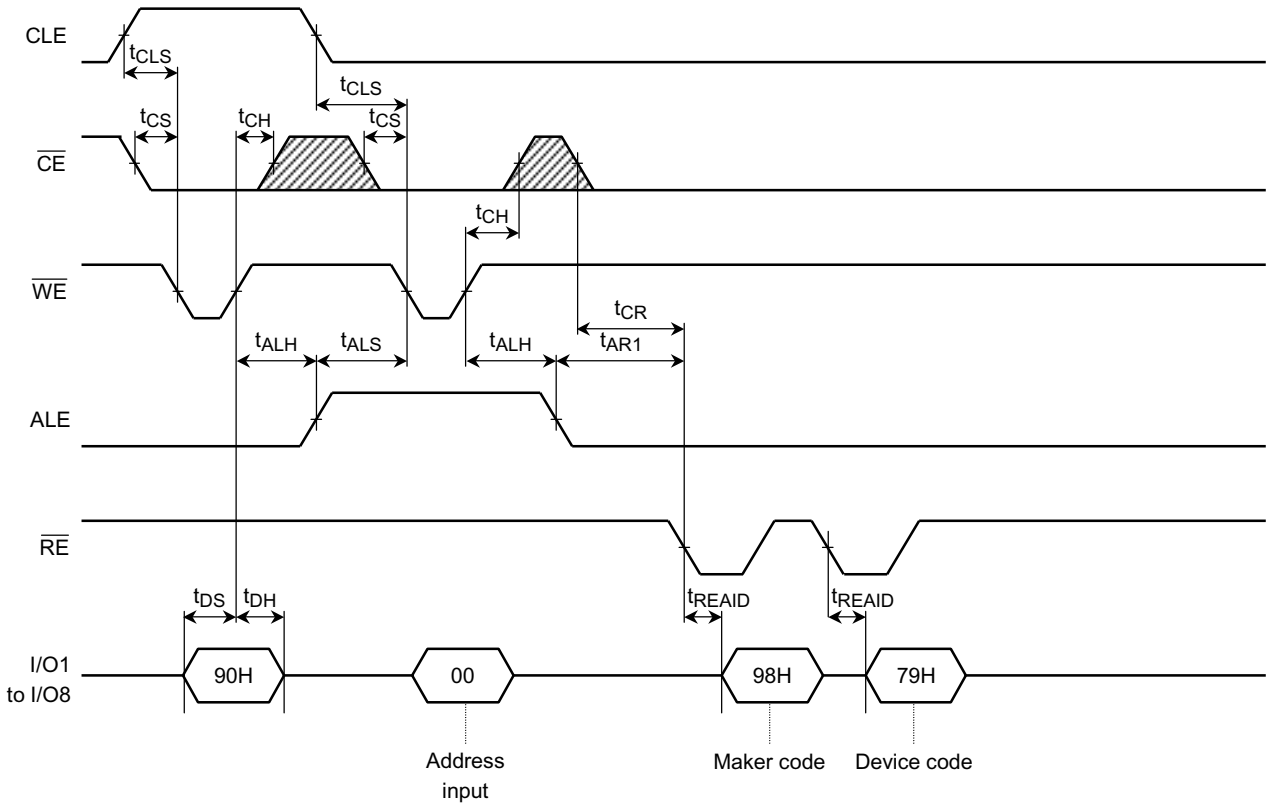 CLE
tCLS
tCLS
tCS
tCH
tCS
CE
tCH
WE
tCR
tALH
tALS
tALH
tAR1
ALE
RE
tDS
tDH
tREAID
tREAID
I/O1
to I/O8
90H
00
98H
79H
Address
input
Maker code
Device code